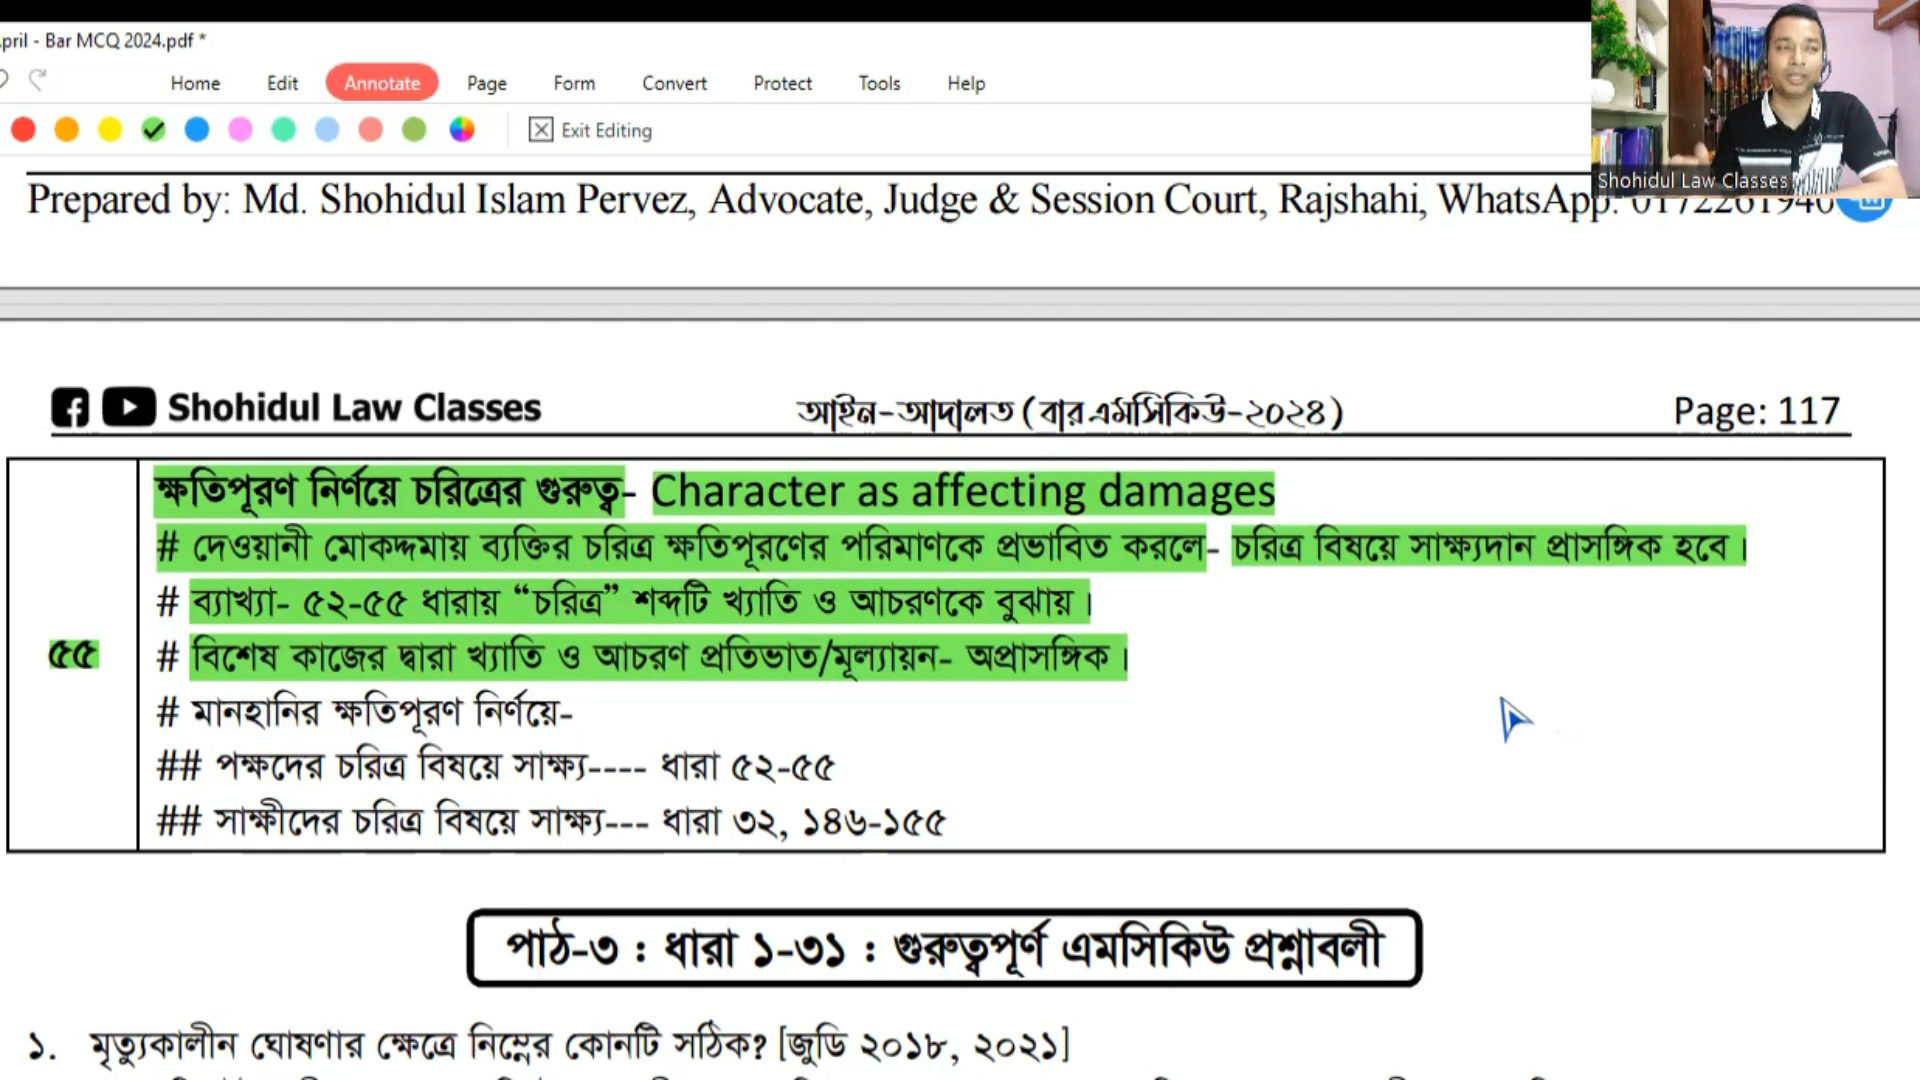 pril - Bar MCQ 2024.pdf *
Home Edit Annotate Page Form Convert Protect Tools Help
Exit Editing
Shohidul Law Classes
Prepared by: Md. Shohidul Islam Pervez, Advocate, Judge & Session Court, Rajshahi, WhatsApp: 0172261940
Shohidul Law Classes আইন-আদালত (বার এমসিকিউ-২০২৪) Page: 117
ক্ষতিপূরণ নির্ণয়ে চরিত্রের গুরুত্ব- Character as affecting damages
# দেওয়ানী মোকদ্দমায় ব্যক্তির চরিত্র ক্ষতিপূরণের পরিমাণকে প্রভাবিত করলে- চরিত্র বিষয়ে সাক্ষ্যদান প্রাসঙ্গিক হবে।
# ব্যাখ্যা- ৫২-৫৫ ধারায় “চরিত্র” শব্দটি খ্যাতি ও আচরণকে বুঝায়।
৫৫ # বিশেষ কাজের দ্বারা খ্যাতি ও আচরণ প্রতিভাত/মূল্যায়ন- অপ্রাসঙ্গিক।
# মানহানির ক্ষতিপূরণ নির্ণয়ে-
## পক্ষদের চরিত্র বিষয়ে সাক্ষ্য---- ধারা ৫২-৫৫
## সাক্ষীদের চরিত্র বিষয়ে সাক্ষ্য--- ধারা ৩২, ১৪৬-১৫৫
পাঠ-৩ : ধারা ১-৩১ : গুরুত্বপূর্ণ এমসিকিউ প্রশ্নাবলী
১. মৃত্যুকালীন ঘোষণার ক্ষেত্রে নিম্নের কোনটি সঠিক? [জুডি ২০১৮, ২০২১]